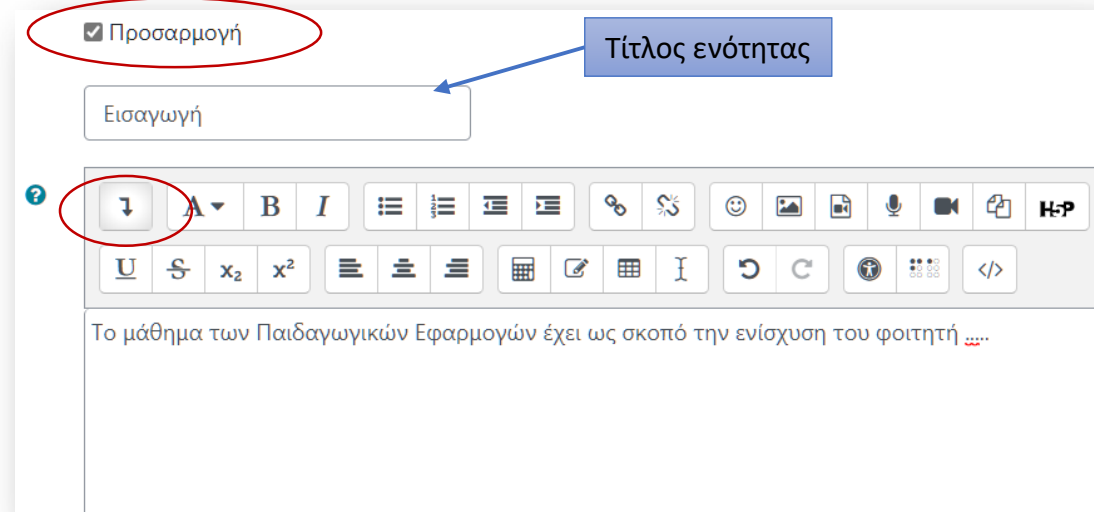 Προσαρμογή
Τίτλος ενότητας
Εισαγωγή
A B I H5P
U S x₂ x² </>
Το μάθημα των Παιδαγωγικών Εφαρμογών έχει ως σκοπό την ενίσχυση του φοιτητή .....